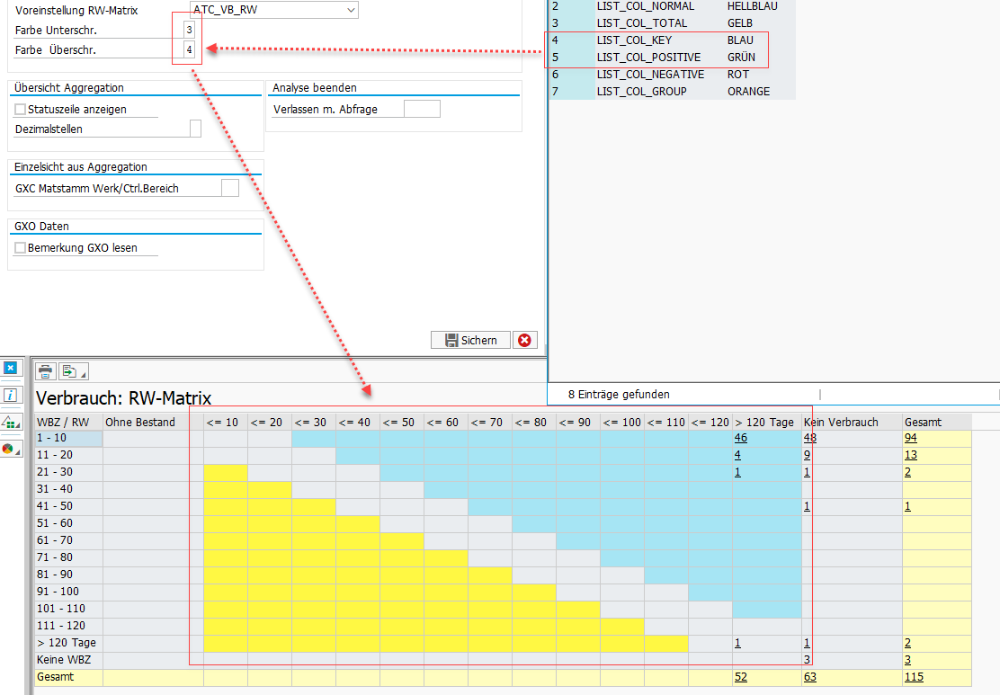 Voreinstellung RW-Matrix ATC_VB_RW
Farbe Unterschr. 3
Farbe Überschr. 4
Übersicht Aggregation
Statuszeile anzeigen
Dezimalstellen
Analyse beenden
Verlassen m. Abfrage
Einzelsicht aus Aggregation
GXC Matstamm Werk/Ctrl.Bereich
GXO Daten
Bemerkung GXO lesen
Sichern
2 LIST_COL_NORMAL HELLBLAU
3 LIST_COL_TOTAL GELB
4 LIST_COL_KEY BLAU
5 LIST_COL_POSITIVE GRÜN
6 LIST_COL_NEGATIVE ROT
7 LIST_COL_GROUP ORANGE
8 Einträge gefunden
Verbrauch: RW-Matrix
WBZ / RW Ohne Bestand <= 10 <= 20 <= 30 <= 40 <= 50 <= 60 <= 70 <= 80 <= 90 <= 100 <= 110 <= 120 > 120 Tage Kein Verbrauch Gesamt
1 - 10 46 48 94
11 - 20 4 9 13
21 - 30 1 1 2
31 - 40
41 - 50 1 1
51 - 60
61 - 70
71 - 80
81 - 90
91 - 100
101 - 110
111 - 120
> 120 Tage 1 1 2
Keine WBZ 3 3
Gesamt 52 63 115